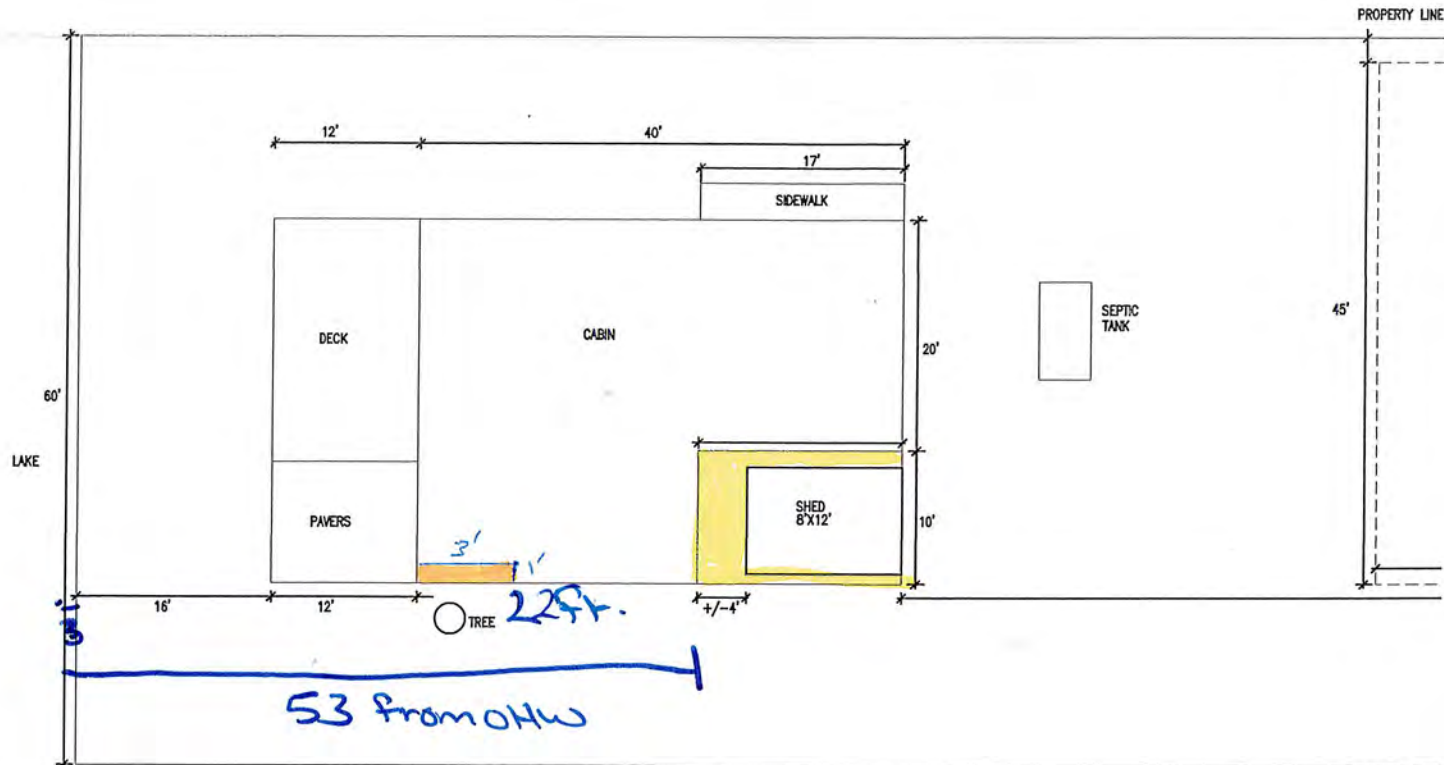 PROPERTY LINE
12'
40'
17'
SIDEWALK
DECK
CABIN
SEPTIC
TANK
45'
20'
60'
LAKE
PAVERS
SHED
8'X12'
10'
3'
1'
16'
12'
TREE
22ft.
+/-4'
53 from OHW